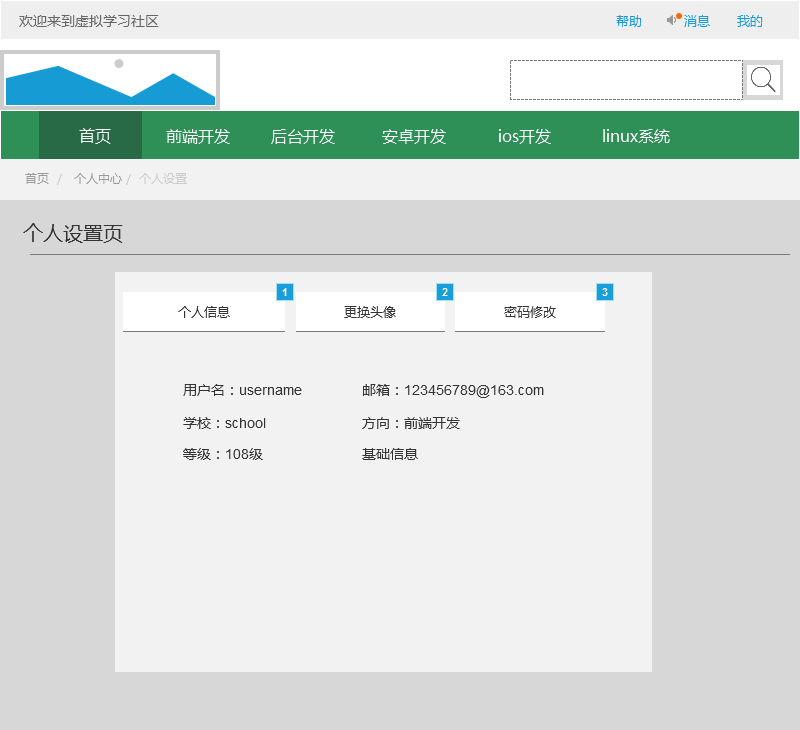 欢迎来到虚拟学习社区 帮助 消息 我的
首页 前端开发 后台开发 安卓开发 ios开发 linux系统
首页 / 个人中心 / 个人设置
个人设置页
1 2 3
个人信息 更换头像 密码修改
用户名：username 邮箱：123456789@163.com
学校：school 方向：前端开发
等级：108级 基础信息